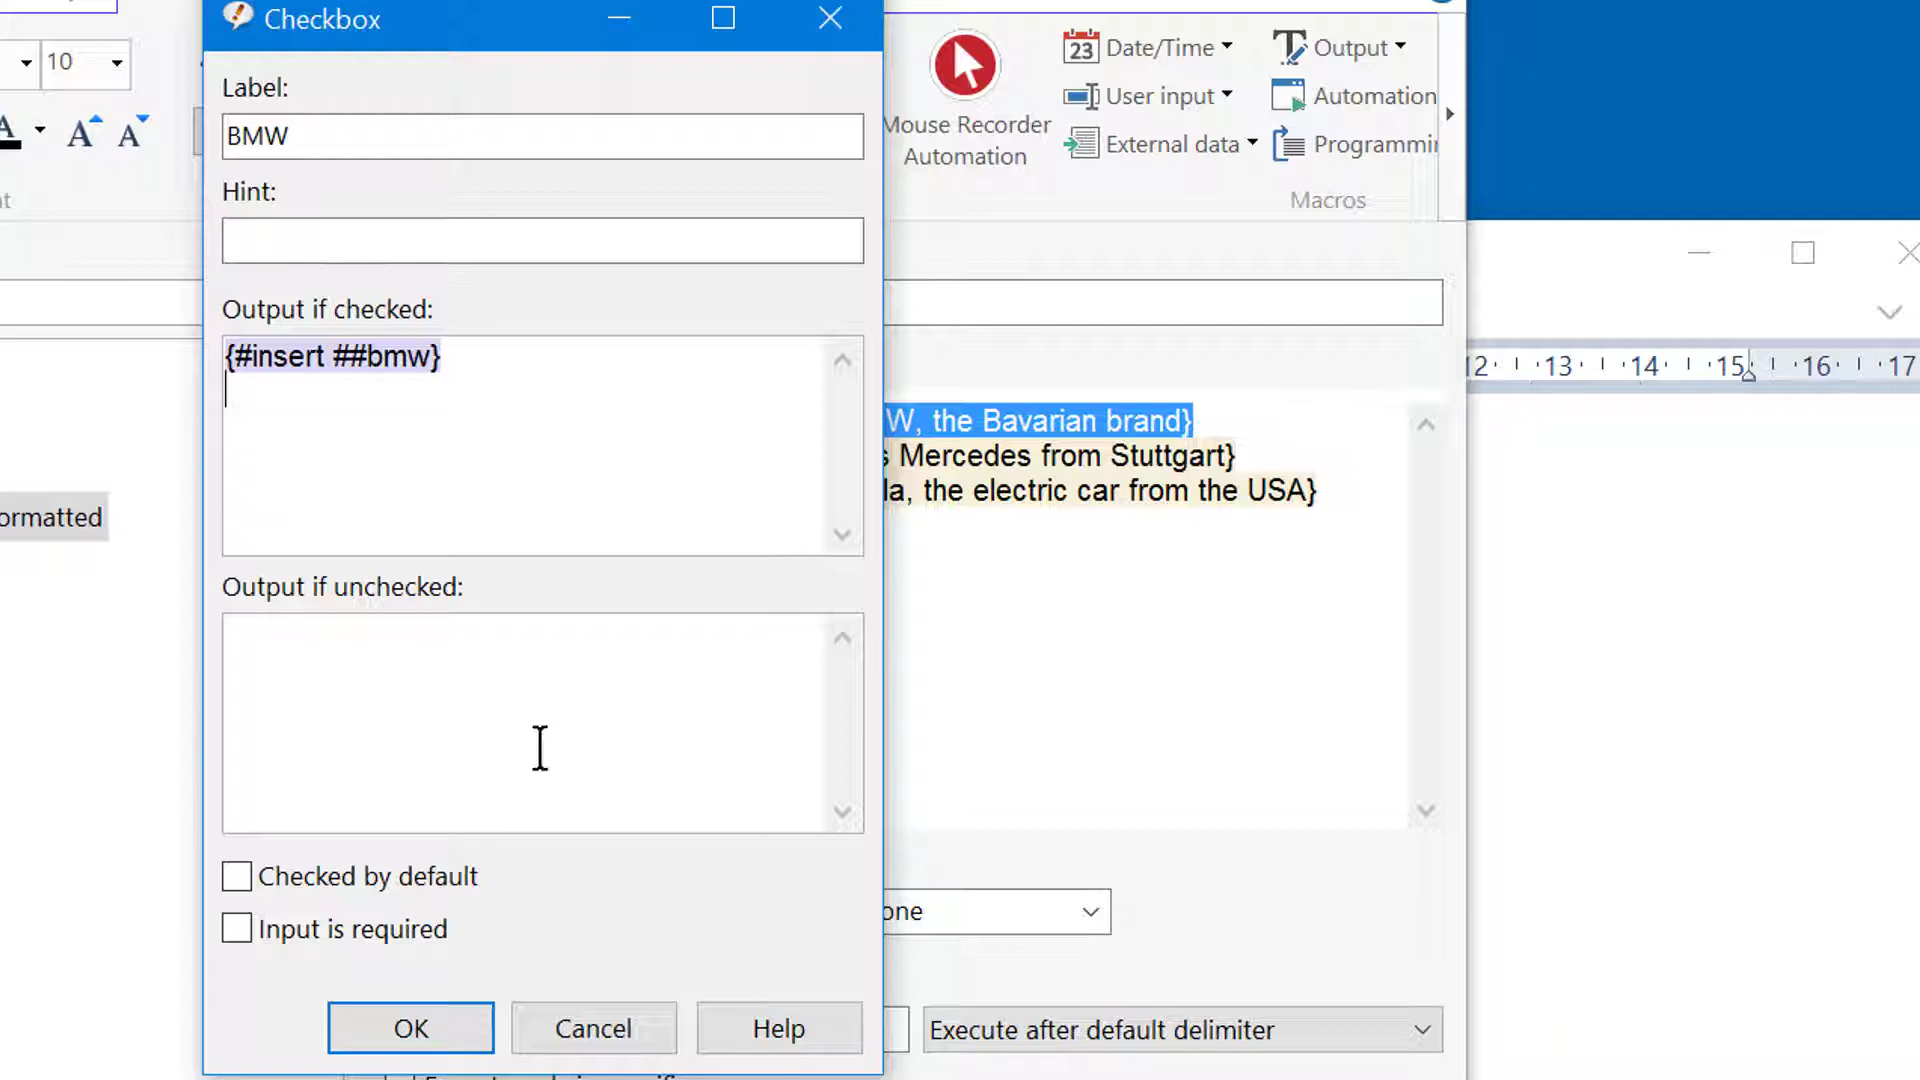 Checkbox
Label:
BMW
Hint:
Output if checked:
{#insert ##bmw}
Output if unchecked:
Checked by default
Input is required
OK
Cancel
Help
10
A
A
A
ormatted
Mouse Recorder
Automation
23
Date/Time
User input
External data
Output
Automation
Programmi
Macros
W, the Bavarian brand}
s Mercedes from Stuttgart}
la, the electric car from the USA}
one
Execute after default delimiter
12 · 13 · 14 · 15 · 16 · 17